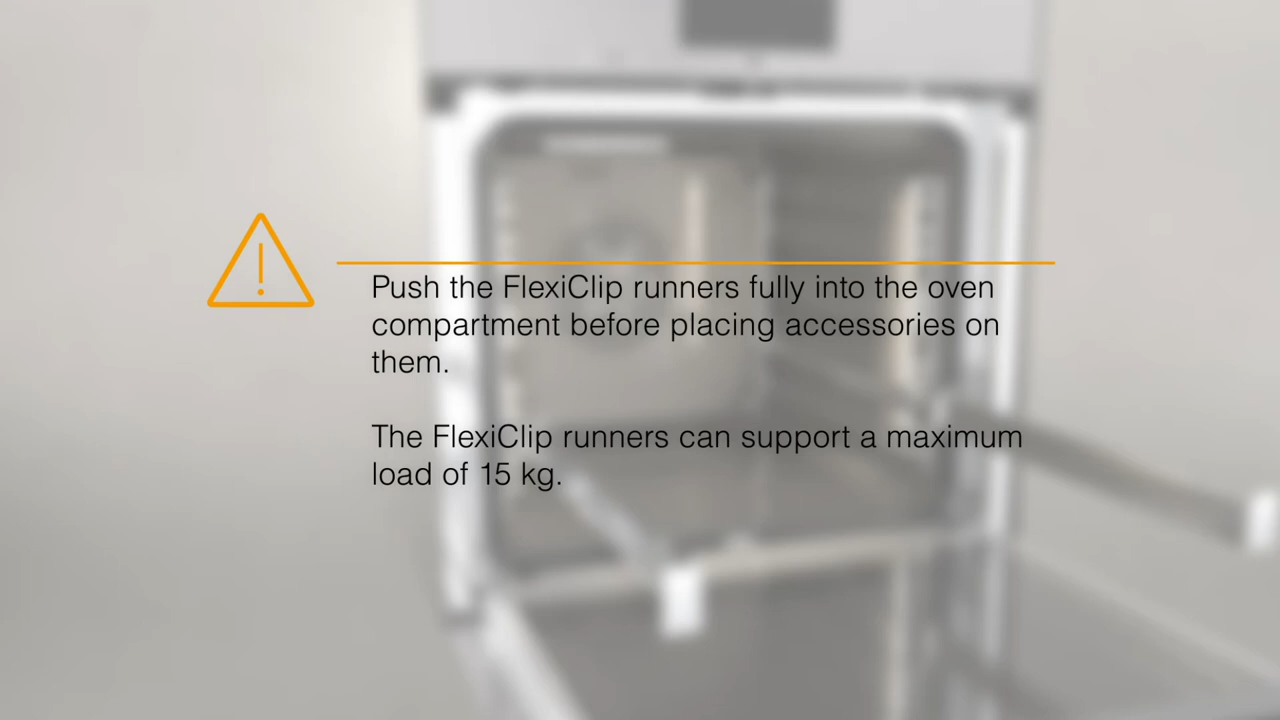 Push the FlexiClip runners fully into the oven
compartment before placing accessories on
them.
The FlexiClip runners can support a maximum
load of 15 kg.